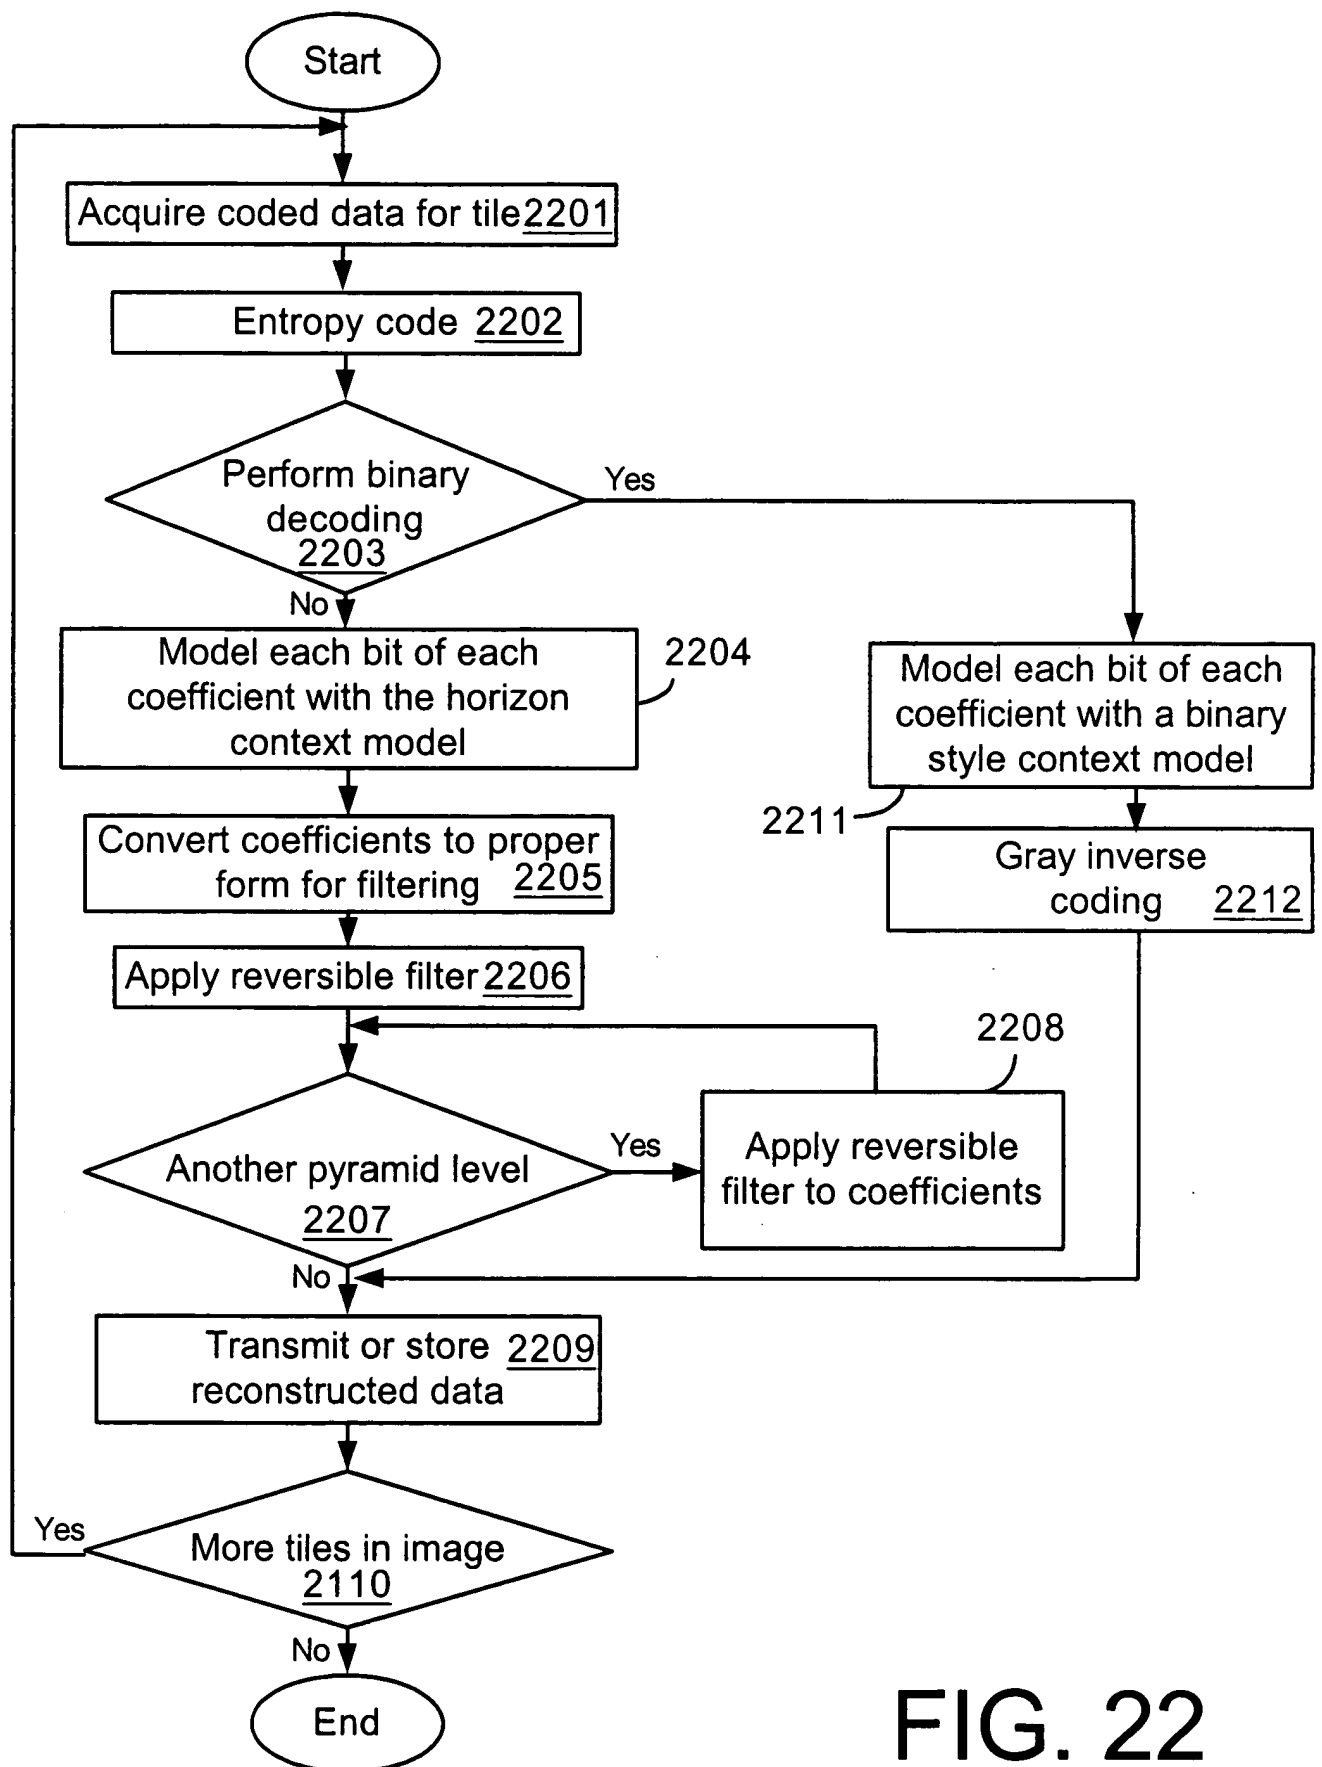 Start
Acquire coded data for tile 2201
Entropy code 2202
Perform binary
decoding
2203
Yes
No
Model each bit of each
coefficient with the horizon
context model
2204
Model each bit of each
coefficient with a binary
style context model
2211
Convert coefficients to proper
form for filtering 2205
Gray inverse
coding 2212
Apply reversible filter 2206
2208
Another pyramid level
2207
Yes
Apply reversible
filter to coefficients
No
Transmit or store 2209
reconstructed data
Yes
More tiles in image
2110
No
End
FIG. 22